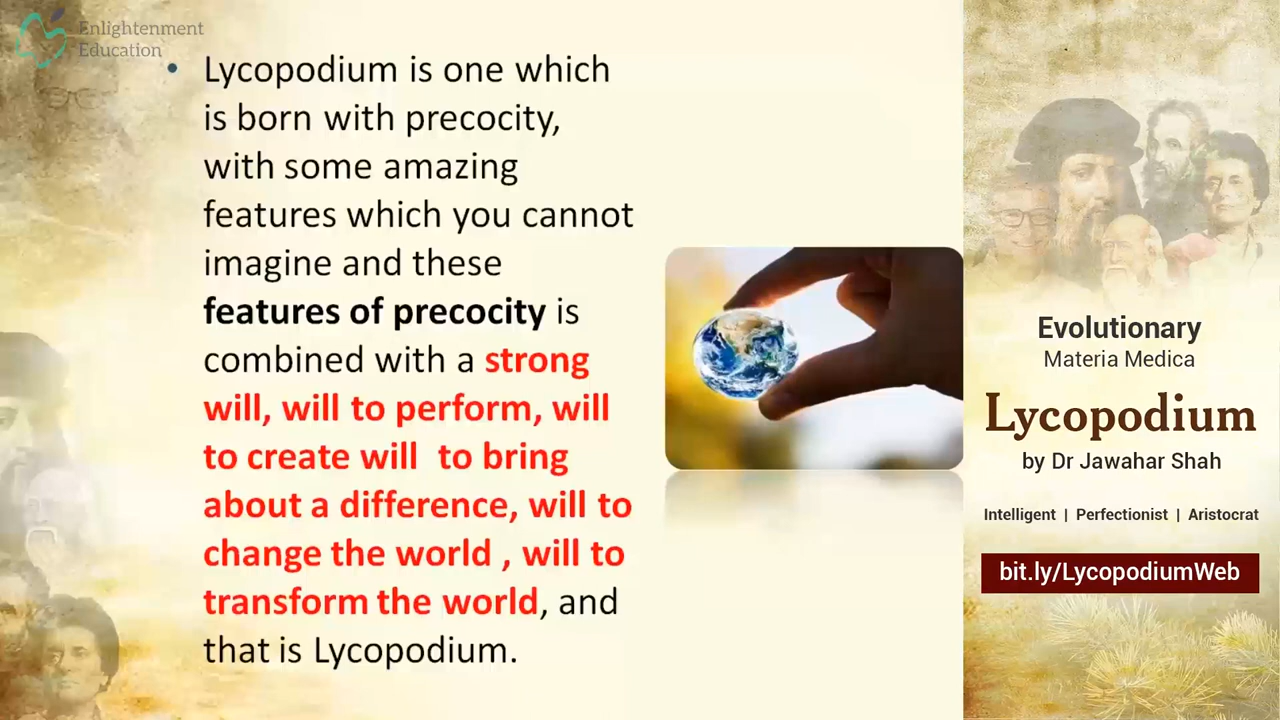 Enlightenment
Education
• Lycopodium is one which
is born with precocity,
with some amazing
features which you cannot
imagine and these
features of precocity is
combined with a strong
will, will to perform, will
to create will  to bring
about a difference, will to
change the world , will to
transform the world, and
that is Lycopodium.
Evolutionary
Materia Medica
Lycopodium
by Dr Jawahar Shah
Intelligent | Perfectionist | Aristocrat
bit.ly/LycopodiumWeb